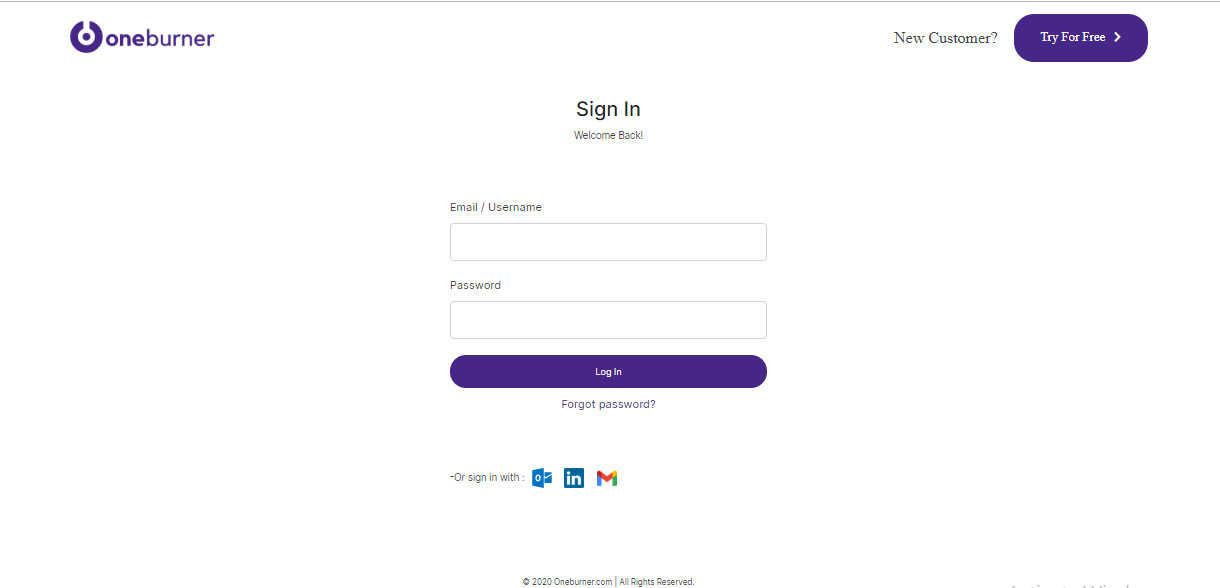 oneburner
New Customer?
Try For Free
Sign In
Welcome Back!
Email / Username
Password
Log In
Forgot password?
-Or sign in with :
in
© 2020 Oneburner.com | All Rights Reserved.